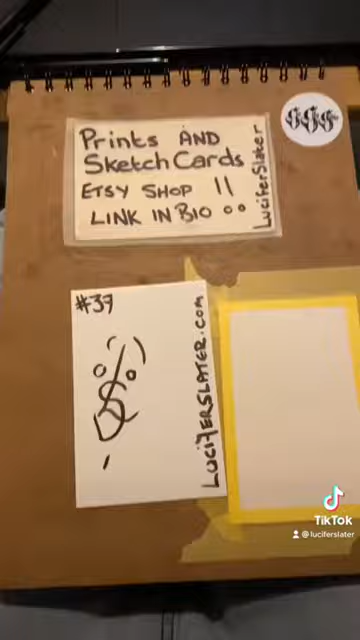 Prints AND
Sketch Cards
ETSY SHOP !!
LINK IN BIO
LuciferSlater
$$$
#37
LUCIFERSLATER.COM
TikTok
@luciferslater